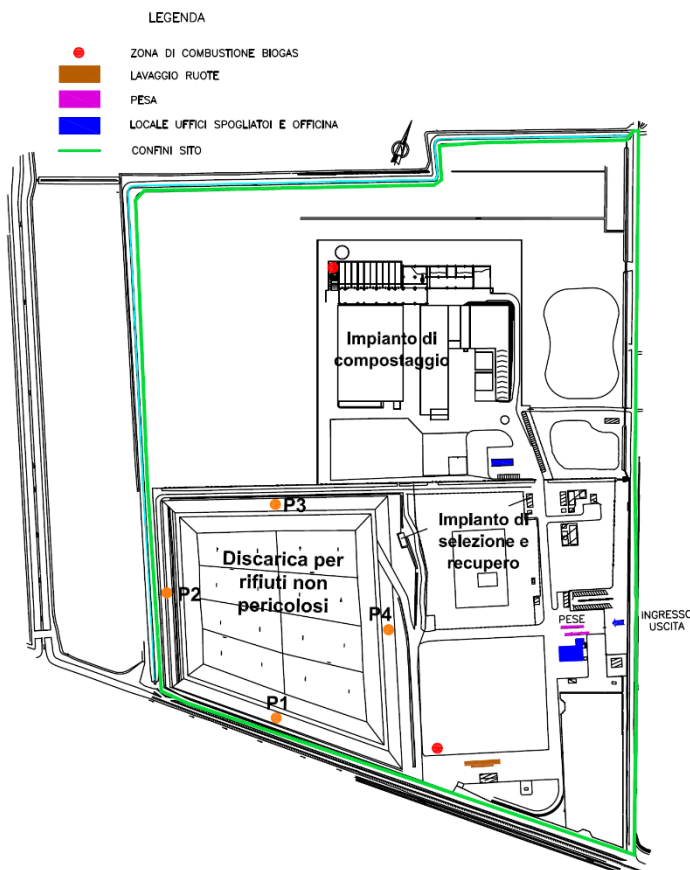 LEGENDA
ZONA DI COMBUSTIONE BIOGAS
LAVAGGIO RUOTE
PESA
LOCALE UFFICI SPOGLIATOI E OFFICINA
CONFINI SITO
Impianto di
compostaggio
P3
Impianto di
selezione e
recupero
Discarica per
rifiuti non
pericolosi
P2
P4
PESE
INGRESSO
USCITA
P1